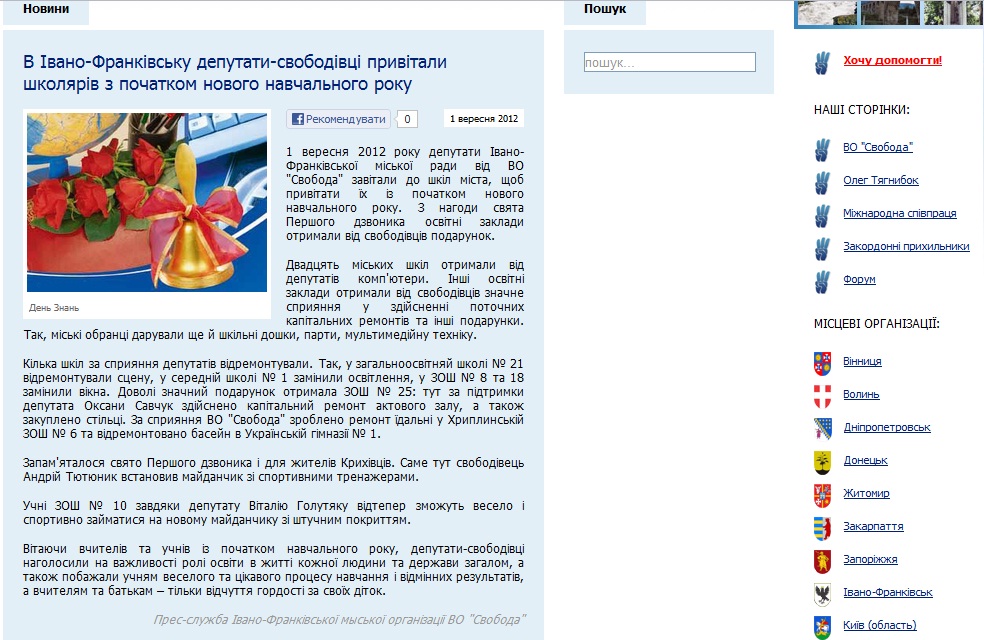 Новини
В Івано-Франківську депутати-свободівці привітали
школярів з початком нового навчального року
Рекомендувати
0
1 вересня 2012
1 вересня 2012 року депутати Івано-
Франківської міської ради від ВО
"Свобода" завітали до шкіл міста, щоб
привітати їх із початком нового
навчального року. З нагоди свята
Першого дзвоника освітні заклади
отримали від свободівців подарунок.
Двадцять міських шкіл отримали від
депутатів комп'ютери. Інші освітні
заклади отримали від свободівців значне
сприяння у здійсненні поточних
капітальних ремонтів та інші подарунки.
День Знань
Так, міські обранці дарували ще й шкільні дошки, парти, мультимедійну техніку.
Кілька шкіл за сприяння депутатів відремонтували. Так, у загальноосвітняй школі № 21
відремонтували сцену, у середній школі № 1 замінили освітлення, у ЗОШ № 8 та 18
замінили вікна. Доволі значний подарунок отримала ЗОШ № 25: тут за підтримки
депутата Оксани Савчук здійснено капітальний ремонт актового залу, а також
закуплено стільці. За сприяння ВО "Свобода" зроблено ремонт їдальні у Хриплинській
ЗОШ № 6 та відремонтовано басейн в Українській гімназії № 1.
Запам'яталося свято Першого дзвоника і для жителів Крихівців. Саме тут свободівець
Андрій Тютюник встановив майданчик зі спортивними тренажерами.
Учні ЗОШ № 10 завдяки депутату Віталію Голутяку відтепер зможуть весело і
спортивно займатися на новому майданчику зі штучним покриттям.
Вітаючи вчителів та учнів із початком навчального року, депутати-свободівці
наголосили на важливості ролі освіти в житті кожної людини та держави загалом, а
також побажали учням веселого та цікавого процесу навчання і відмінних результатів,
а вчителям та батькам – тільки відчуття гордості за своїх діток.
Прес-служба Івано-Франківської мыської організації ВО "Свобода"
Пошук
пошук...
Хочу допомогти!
НАШІ СТОРІНКИ:
ВО "Свобода"
Олег Тягнибок
Міжнародна співпраця
Закордонні прихильники
Форум
МІСЦЕВІ ОРГАНІЗАЦІЇ:
Вінниця
Волинь
Дніпропетровськ
Донецьк
Житомир
Закарпаття
Запоріжжя
Івано-Франківськ
Київ (область)